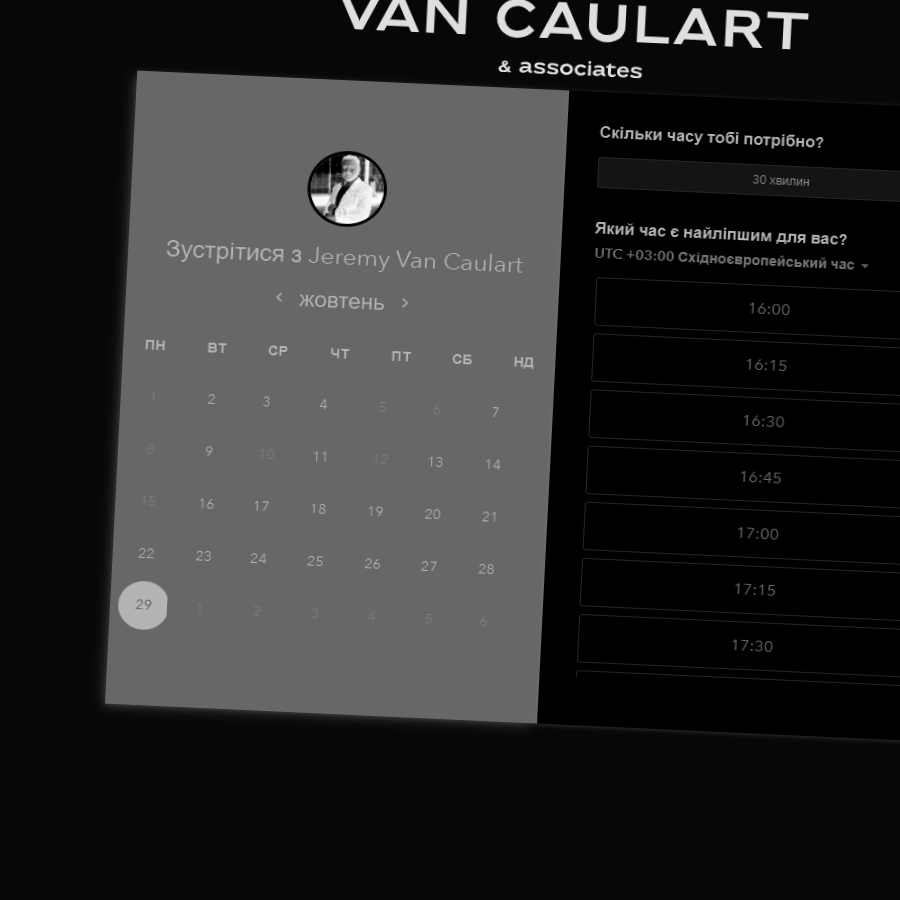 VAN CAULART
& associates
Зустрітися з Jeremy Van Caulart
‹ жовтень ›
ПН ВТ СР ЧТ ПТ СБ НД
1 2 3 4 5 6 7
8 9 10 11 12 13 14
15 16 17 18 19 20 21
22 23 24 25 26 27 28
29 1 2 3 4 5 6
Скільки часу тобі потрібно?
30 хвилин
Який час є найліпшим для вас?
UTC +03:00 Східноєвропейський час
16:00
16:15
16:30
16:45
17:00
17:15
17:30